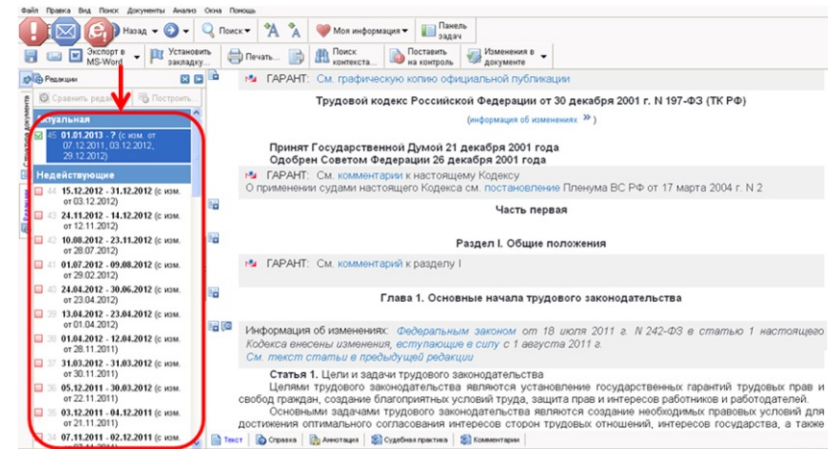 Файл Правка Вид Поиск Документы Анализ Окна Помощь
Назад
Поиск
Моя информация
Панель задач
Экспорт в MS-Word
Установить закладку...
Печать...
Поиск контекста...
Поставить на контроль
Изменения в документе
Редакции
Сравнить Построить...
Актуальная
45 01.01.2013 - ? (с изм. от
07.12.2011, 03.12.2012,
29.12.2012)
Недействующие
44 15.12.2012 - 31.12.2012 (с изм.
от 03.12.2012)
43 24.11.2012 - 14.12.2012 (с изм.
от 12.11.2012)
42 10.08.2012 - 23.11.2012 (с изм.
от 28.07.2012)
41 01.07.2012 - 09.08.2012 (с изм.
от 29.02.2012)
40 24.04.2012 - 30.06.2012 (с изм.
от 23.04.2012)
39 13.04.2012 - 23.04.2012 (с изм.
от 01.04.2012)
38 01.04.2012 - 12.04.2012 (с изм.
от 28.11.2011)
37 31.03.2012 - 31.03.2012 (с изм.
от 30.11.2011)
36 05.12.2011 - 30.03.2012 (с изм.
от 22.11.2011)
35 03.12.2011 - 04.12.2011 (с изм.
от 21.11.2011)
34 07.11.2011 - 02.12.2011 (с изм.
ГАРАНТ: См. графическую копию официальной публикации
Трудовой кодекс Российской Федерации от 30 декабря 2001 г. N 197-ФЗ (ТК РФ)
(информация об изменениях >> )
Принят Государственной Думой 21 декабря 2001 года
Одобрен Советом Федерации 26 декабря 2001 года
ГАРАНТ: См. комментарии к настоящему Кодексу
О применении судами настоящего Кодекса см. постановление Пленума ВС РФ от 17 марта 2004 г. N 2
Часть первая
Раздел I. Общие положения
ГАРАНТ: См. комментарий к разделу I
Глава 1. Основные начала трудового законодательства
Информация об изменениях: Федеральным законом от 18 июля 2011 г. N 242-ФЗ в статью 1 настоящего
Кодекса внесены изменения, вступающие в силу с 1 августа 2011 г.
См. текст статьи в предыдущей редакции
Статья 1. Цели и задачи трудового законодательства
Целями трудового законодательства являются установление государственных гарантий трудовых прав и
свобод граждан, создание благоприятных условий труда, защита прав и интересов работников и работодателей.
Основными задачами трудового законодательства являются создание необходимых правовых условий для
достижения оптимального согласования интересов сторон трудовых отношений, интересов государства, а также
Текст Справка Аннотация Судебная практика Комментарии